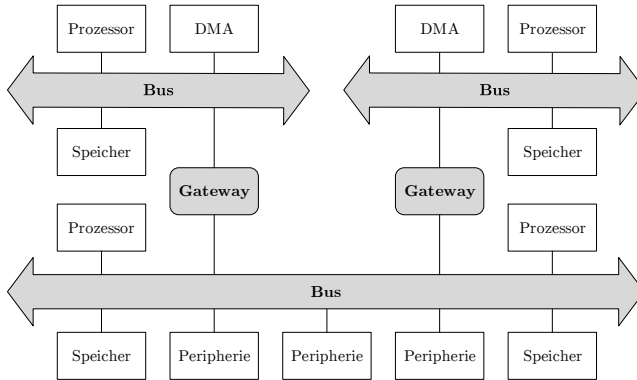 Prozessor DMA DMA Prozessor
Bus Bus
Speicher Speicher
Gateway Gateway
Prozessor Prozessor
Bus
Speicher Peripherie Peripherie Peripherie Speicher